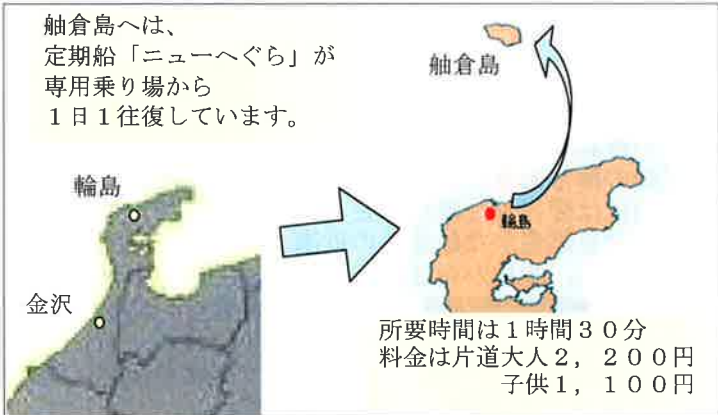 舳倉島へは、
定期船「ニューへぐら」が
専用乗り場から
１日１往復しています。
舳倉島
輪島
輪島
金沢
所要時間は１時間３０分
料金は片道大人２，２００円
子供１，１００円